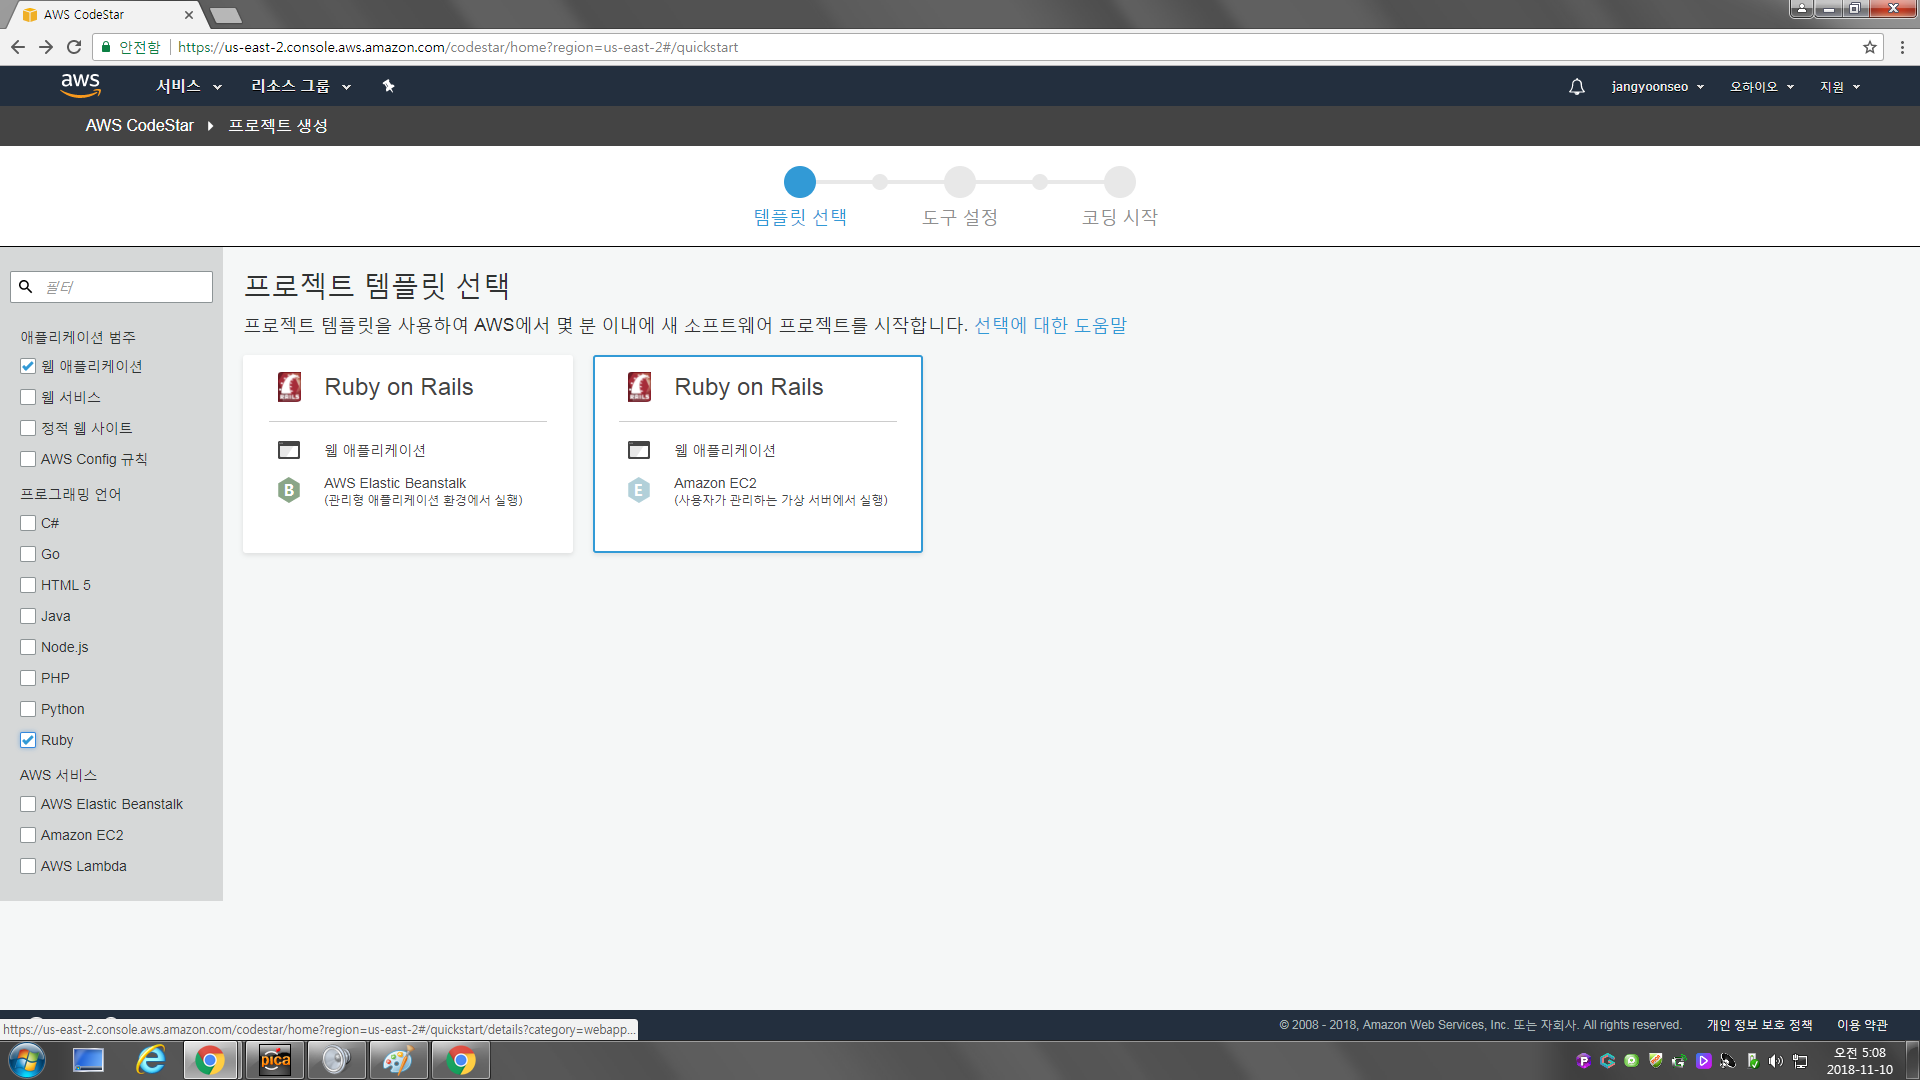 AWS CodeStar
안전함
https://us-east-2.console.aws.amazon.com/codestar/home?region=us-east-2#/quickstart
aws
서비스
리소스 그룹
jangyoonseo
오하이오
지원
AWS CodeStar
프로젝트 생성
템플릿 선택
도구 설정
코딩 시작
필터
애플리케이션 범주
웹 애플리케이션
웹 서비스
정적 웹 사이트
AWS Config 규칙
프로그래밍 언어
C#
Go
HTML 5
Java
Node.js
PHP
Python
Ruby
AWS 서비스
AWS Elastic Beanstalk
Amazon EC2
AWS Lambda
프로젝트 템플릿 선택
프로젝트 템플릿을 사용하여 AWS에서 몇 분 이내에 새 소프트웨어 프로젝트를 시작합니다. 선택에 대한 도움말
RAILS
Ruby on Rails
웹 애플리케이션
B
AWS Elastic Beanstalk
(관리형 애플리케이션 환경에서 실행)
RAILS
Ruby on Rails
웹 애플리케이션
E
Amazon EC2
(사용자가 관리하는 가상 서버에서 실행)
https://us-east-2.console.aws.amazon.com/codestar/home?region=us-east-2#/quickstart/details?category=webapp...
© 2008 - 2018, Amazon Web Services, Inc. 또는 자회사. All rights reserved.
개인 정보 보호 정책
이용 약관
pica
오전 5:08
2018-11-10